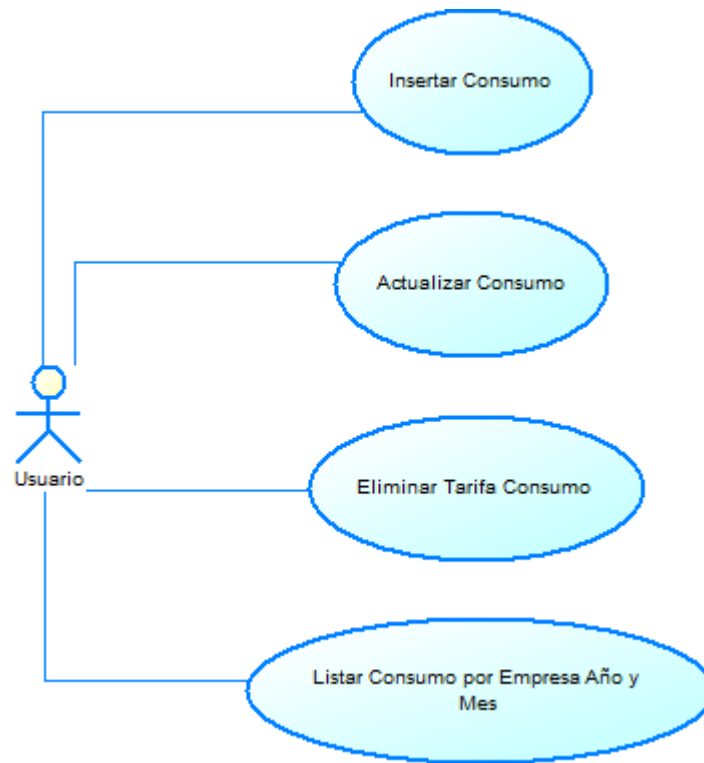 Insertar Consumo
Actualizar Consumo
Usuario
Eliminar Tarifa Consumo
Listar Consumo por Empresa Año y
Mes